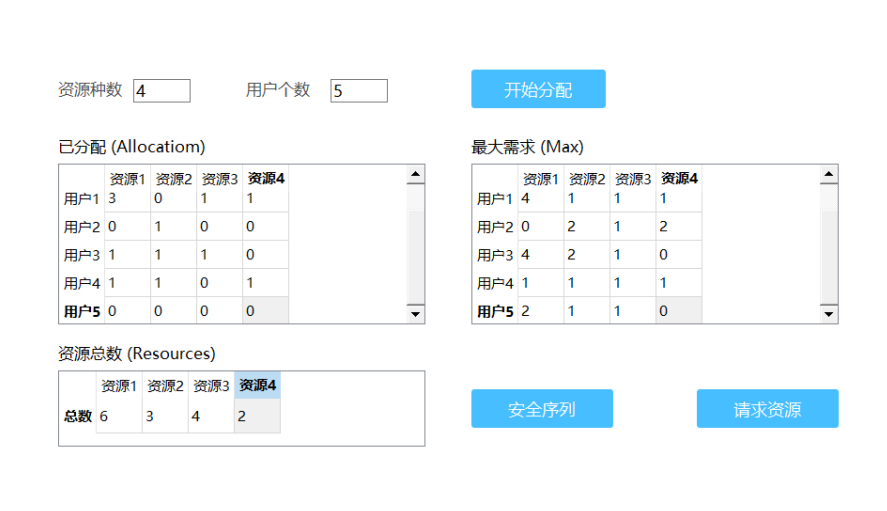 资源种数 4 用户个数 5 开始分配
已分配 (Allocatiom) 最大需求 (Max)
资源1 资源2 资源3 资源4 资源1 资源2 资源3 资源4
用户1 3 0 1 1 用户1 4 1 1 1
用户2 0 1 0 0 用户2 0 2 1 2
用户3 1 1 1 0 用户3 4 2 1 0
用户4 1 1 0 1 用户4 1 1 1 1
用户5 0 0 0 0 用户5 2 1 1 0
资源总数 (Resources)
资源1 资源2 资源3 资源4
总数 6 3 4 2 安全序列 请求资源